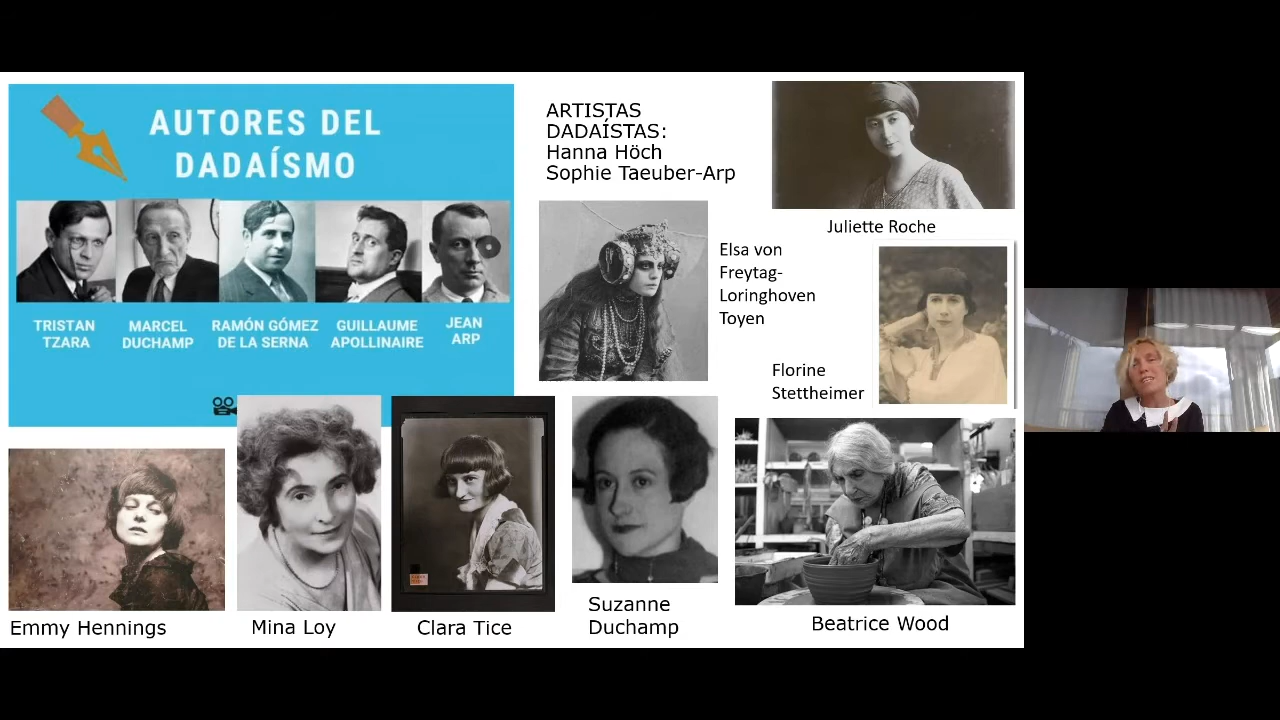 AUTORES DEL
DADAÍSMO
TRISTAN
TZARA
MARCEL
DUCHAMP
RAMÓN GÓMEZ
DE LA SERNA
GUILLAUME
APOLLINAIRE
JEAN
ARP
ARTISTAS
DADAÍSTAS:
Hanna Höch
Sophie Taeuber-Arp
Juliette Roche
Elsa von
Freytag-
Loringhoven
Toyen
Florine
Stettheimer
Emmy Hennings
Mina Loy
Clara Tice
Suzanne
Duchamp
Beatrice Wood